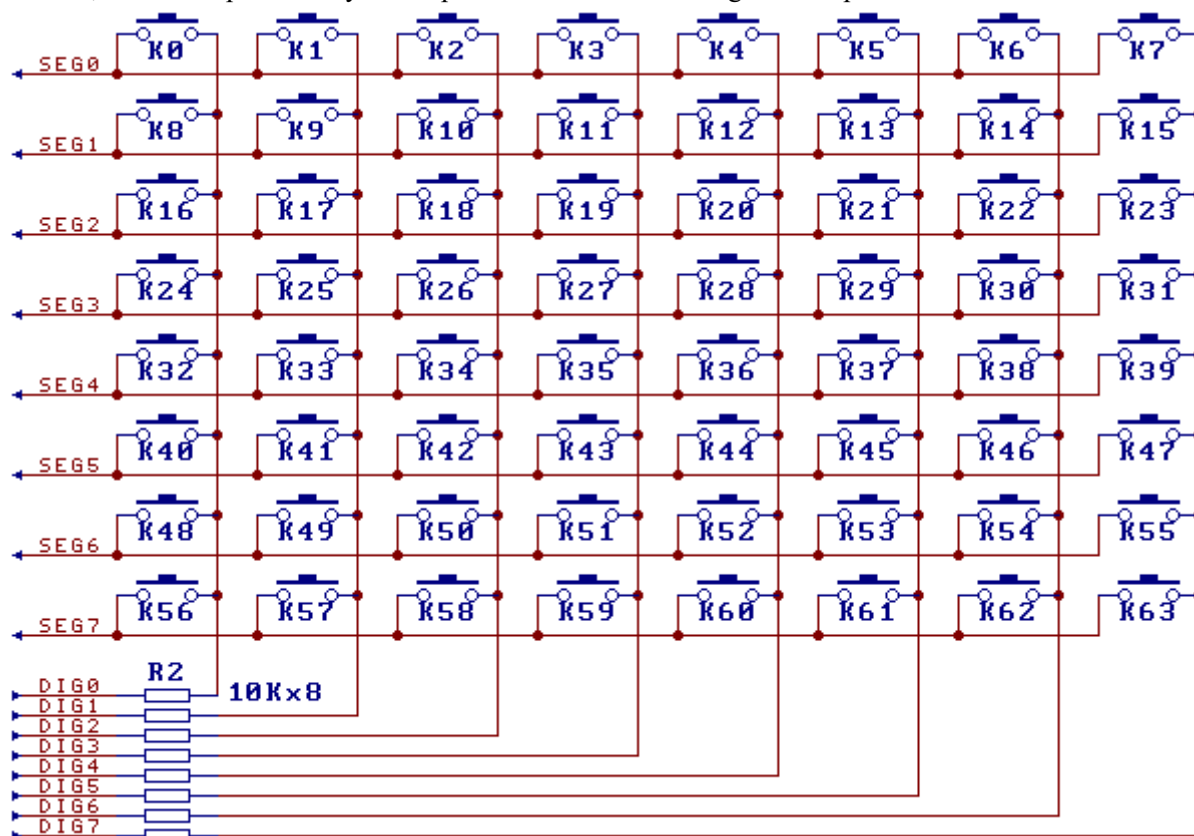 K0 K1 K2 K3 K4 K5 K6 K7
SEG0
K8 K9 K10 K11 K12 K13 K14 K15
SEG1
K16 K17 K18 K19 K20 K21 K22 K23
SEG2
K24 K25 K26 K27 K28 K29 K30 K31
SEG3
K32 K33 K34 K35 K36 K37 K38 K39
SEG4
K40 K41 K42 K43 K44 K45 K46 K47
SEG5
K48 K49 K50 K51 K52 K53 K54 K55
SEG6
K56 K57 K58 K59 K60 K61 K62 K63
SEG7
R2
DIG0 10Kx8
DIG1
DIG2
DIG3
DIG4
DIG5
DIG6
DIG7